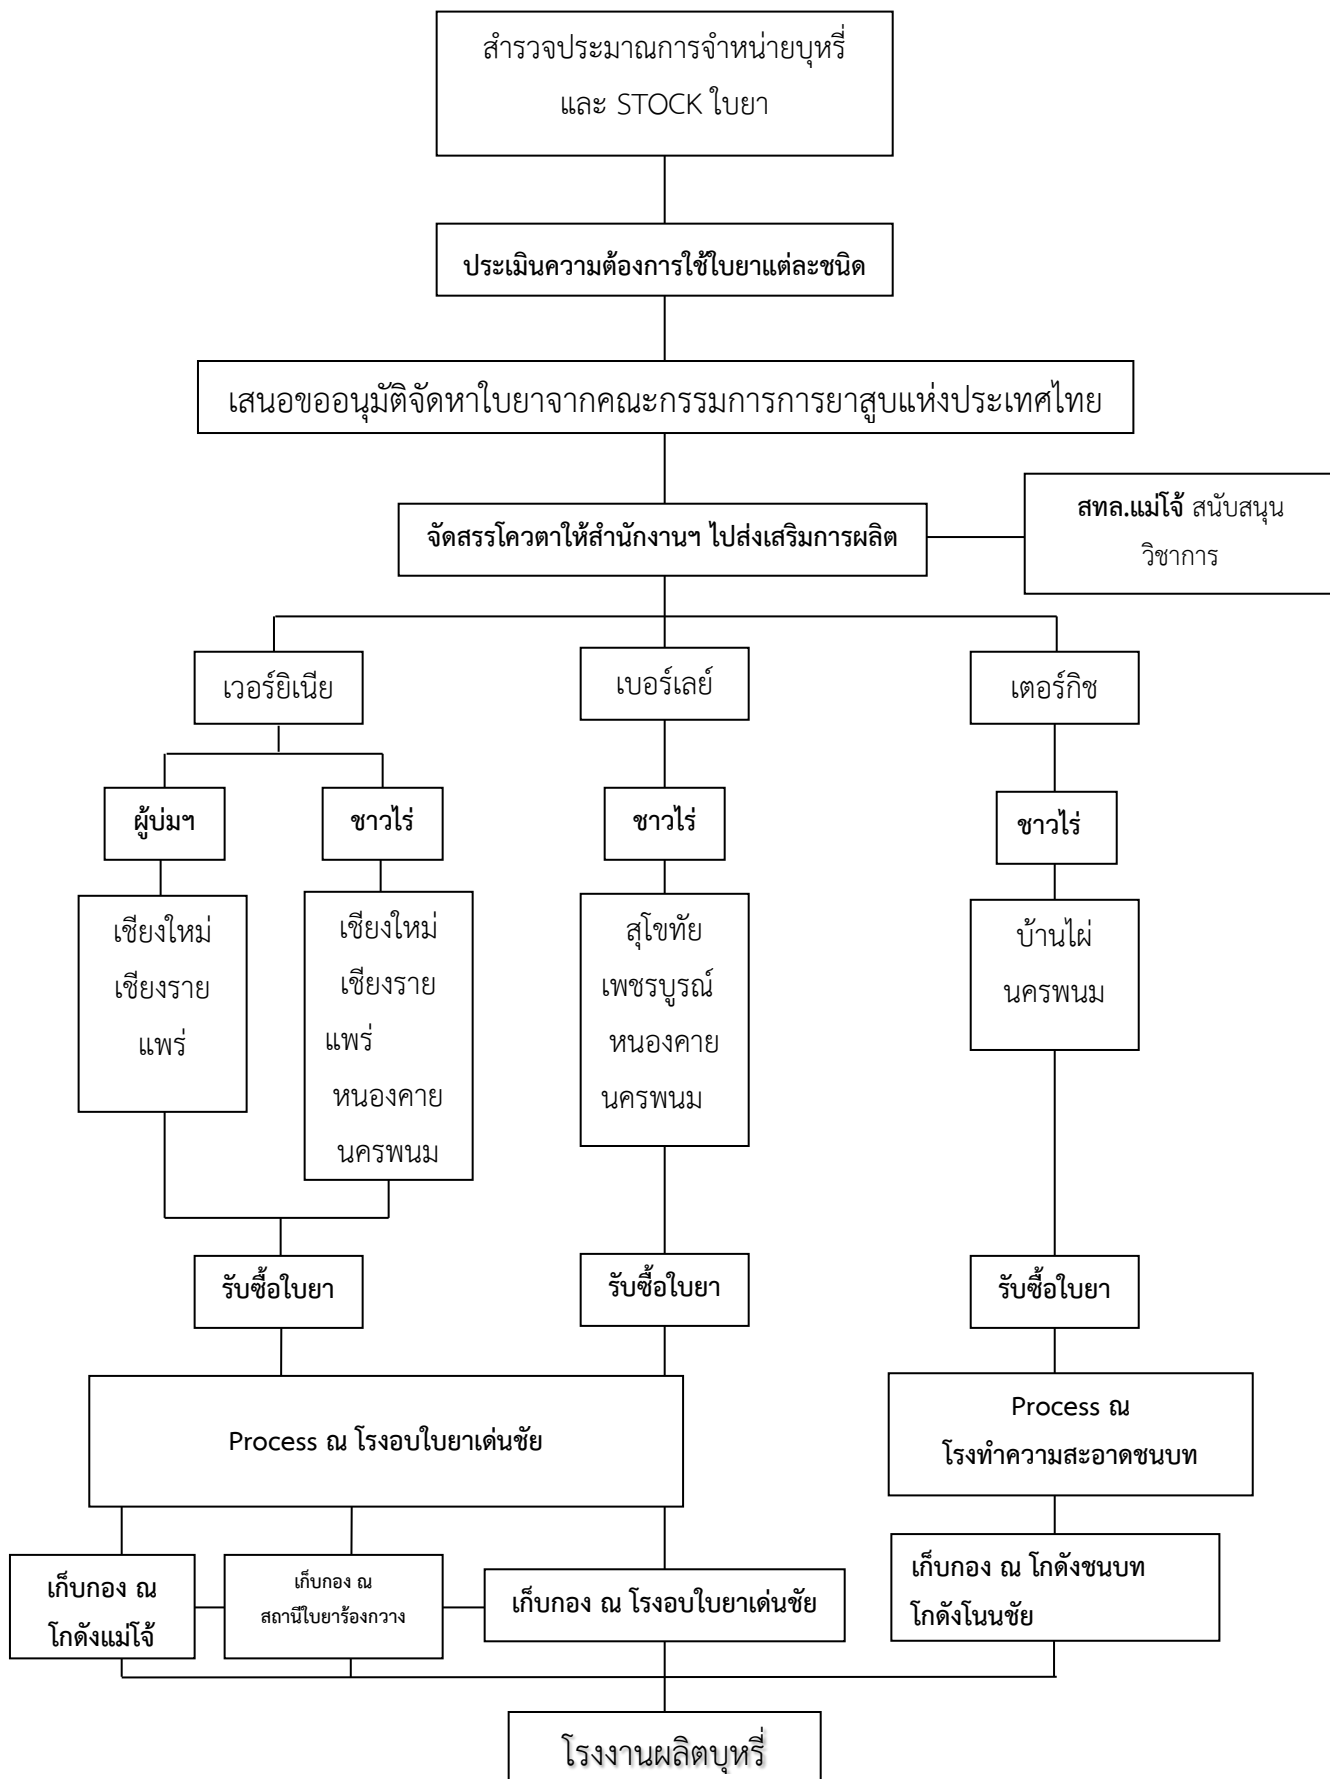 สำรวจประมาณการจำหน่ายบุหรี่
และ STOCK ใบยา
ประเมินความต้องการใช้ใบยาแต่ละชนิด
เสนอขออนุมัติจัดหาใบยาจากคณะกรรมการการยาสูบแห่งประเทศไทย
จัดสรรโควตาให้สำนักงานฯ ไปส่งเสริมการผลิต
สทล.แม่โจ้ สนับสนุน
วิชาการ
เวอร์ยิเนีย
เบอร์เลย์
เตอร์กิช
ผู้บ่มฯ
ชาวไร่
ชาวไร่
ชาวไร่
เชียงใหม่
เชียงราย
แพร่
เชียงใหม่
เชียงราย
แพร่
หนองคาย
นครพนม
สุโขทัย
เพชรบูรณ์
หนองคาย
นครพนม
บ้านไผ่
นครพนม
รับซื้อใบยา
รับซื้อใบยา
รับซื้อใบยา
Process ณ โรงอบใบยาเด่นชัย
Process ณ
โรงทำความสะอาดชนบท
เก็บกอง ณ
โกดังแม่โจ้
เก็บกอง ณ
สถานีใบยาร้องกวาง
เก็บกอง ณ โรงอบใบยาเด่นชัย
เก็บกอง ณ โกดังชนบท
โกดังโนนชัย
โรงงานผลิตบุหรี่